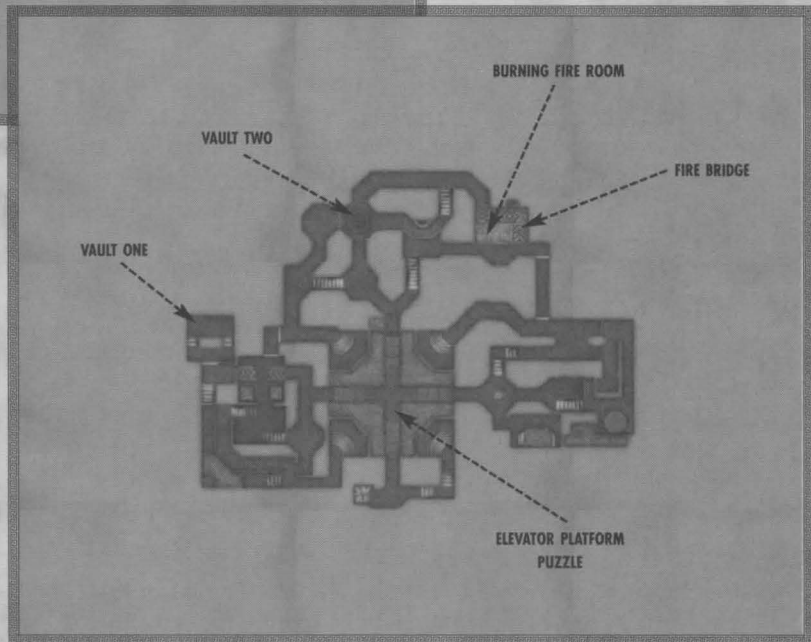 BURNING FIRE ROOM
VAULT TWO
FIRE BRIDGE
VAULT ONE
ELEVATOR PLATFORM
PUZZLE